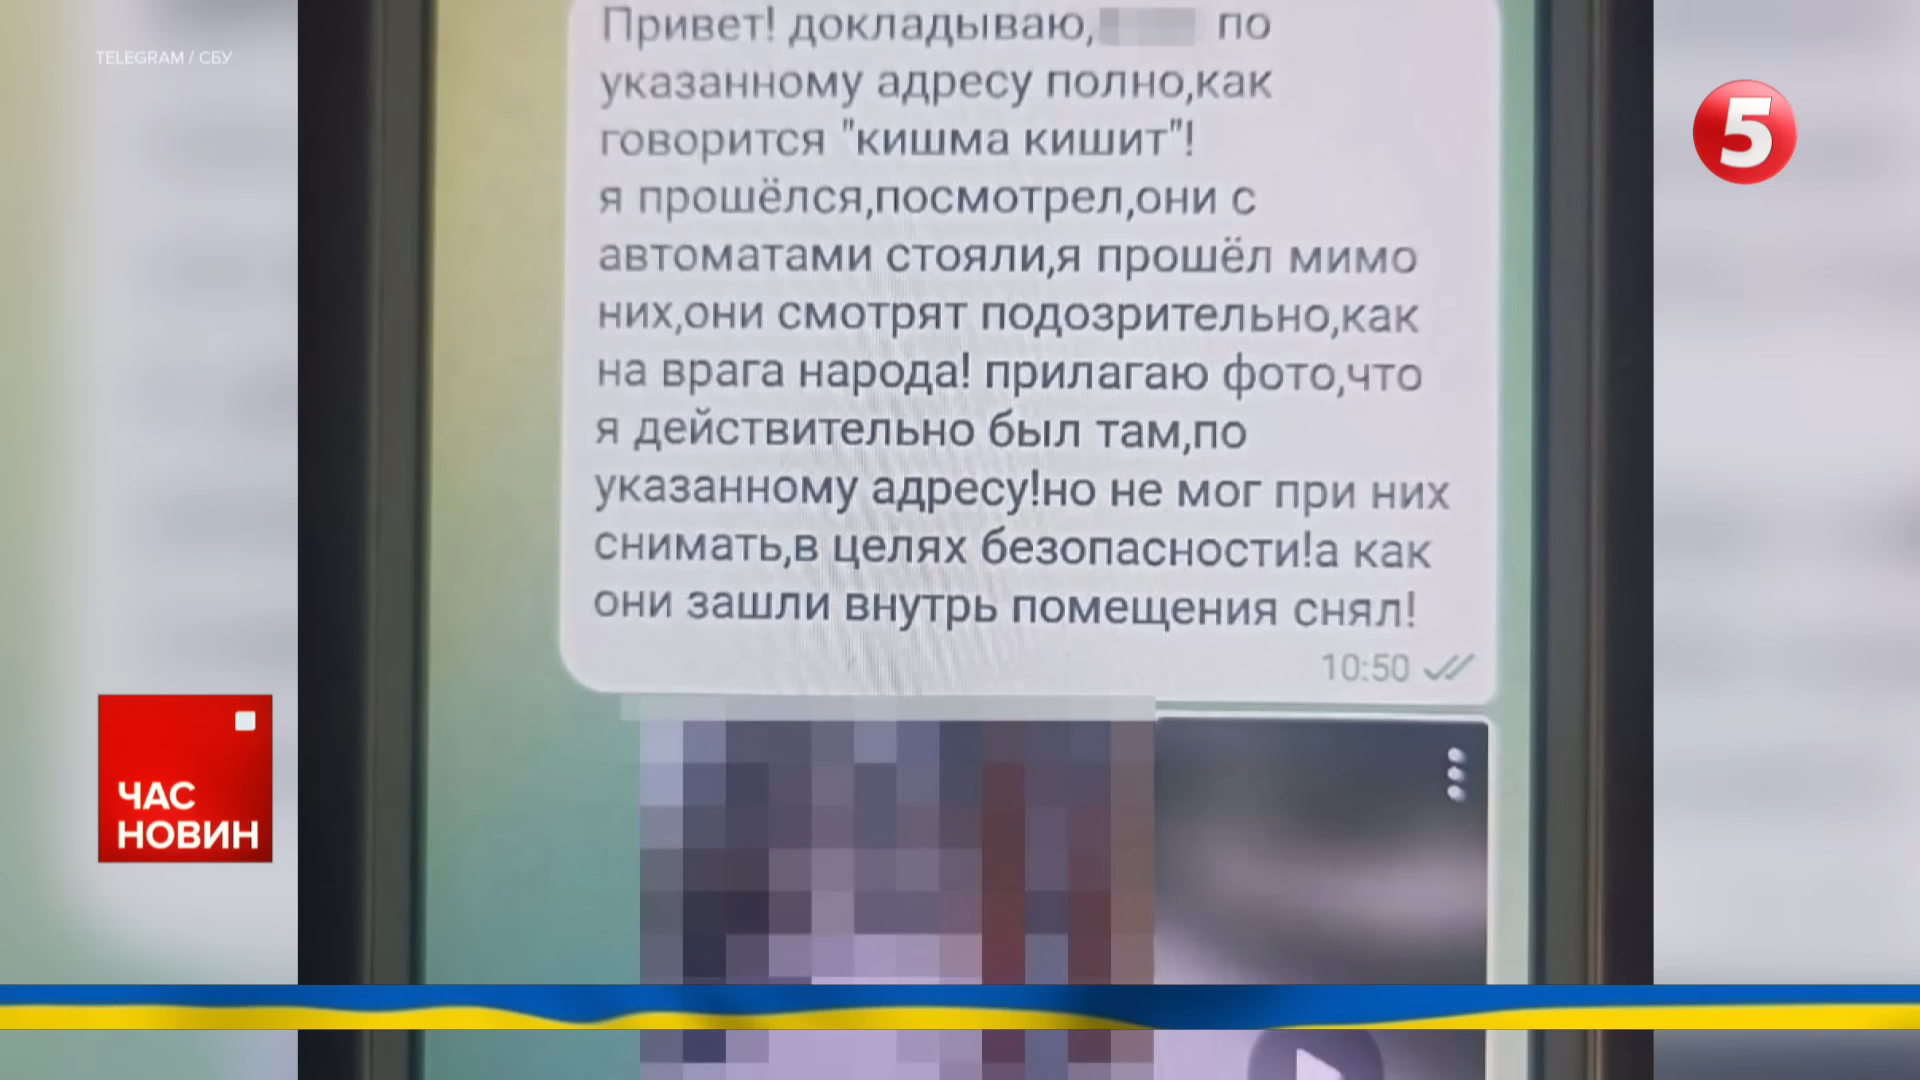 TELEGRAM / СБУ
Привет! докладываю, по
указанному адресу полно,как
говорится "кишма кишит"!
я прошёлся,посмотрел,они с
автоматами стояли,я прошёл мимо
них,они смотрят подозрительно,как
на врага народа! прилагаю фото,что
я действительно был там,по
указанному адресу!но не мог при них
снимать,в целях безопасности!а как
они зашли внутрь помещения снял!
10:50
5
ЧАС
НОВИН